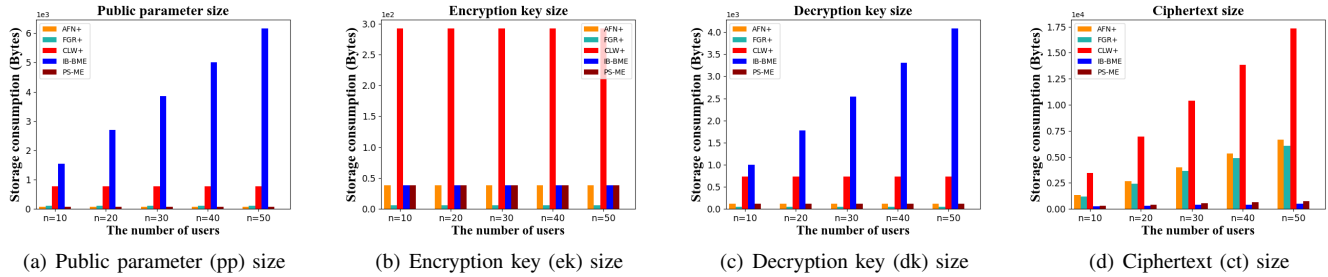 Public parameter size
1e3
Storage consumption (Bytes)
6
5
4
3
2
1
0
AFN+
FGR+
CLW+
IB-BME
PS-ME
n=10 n=20 n=30 n=40 n=50
The number of users
(a) Public parameter (pp) size
Encryption key size
1e2
Storage consumption (Bytes)
3.0
2.5
2.0
1.5
1.0
0.5
0.0
AFN+
FGR+
CLW+
IB-BME
PS-ME
n=10 n=20 n=30 n=40 n=50
The number of users
(b) Encryption key (ek) size
Decryption key size
1e3
Storage consumption (Bytes)
4.0
3.5
3.0
2.5
2.0
1.5
1.0
0.5
0.0
AFN+
FGR+
CLW+
IB-BME
PS-ME
n=10 n=20 n=30 n=40 n=50
The number of users
(c) Decryption key (dk) size
Ciphertext size
1e4
Storage consumption (Bytes)
1.75
1.50
1.25
1.00
0.75
0.50
0.25
0.00
AFN+
FGR+
CLW+
IB-BME
PS-ME
n=10 n=20 n=30 n=40 n=50
The number of users
(d) Ciphertext (ct) size